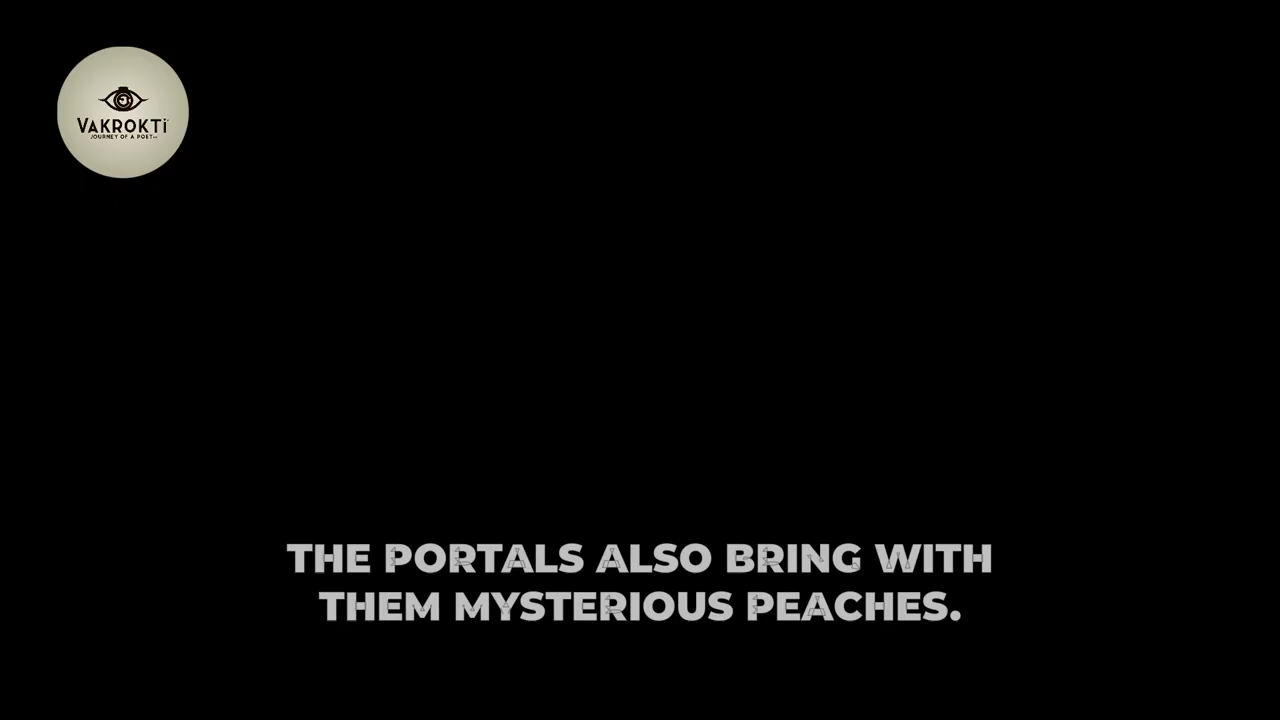 VAKROKTI
JOURNEY OF A POET
THE PORTALS ALSO BRING WITH
THEM MYSTERIOUS PEACHES.